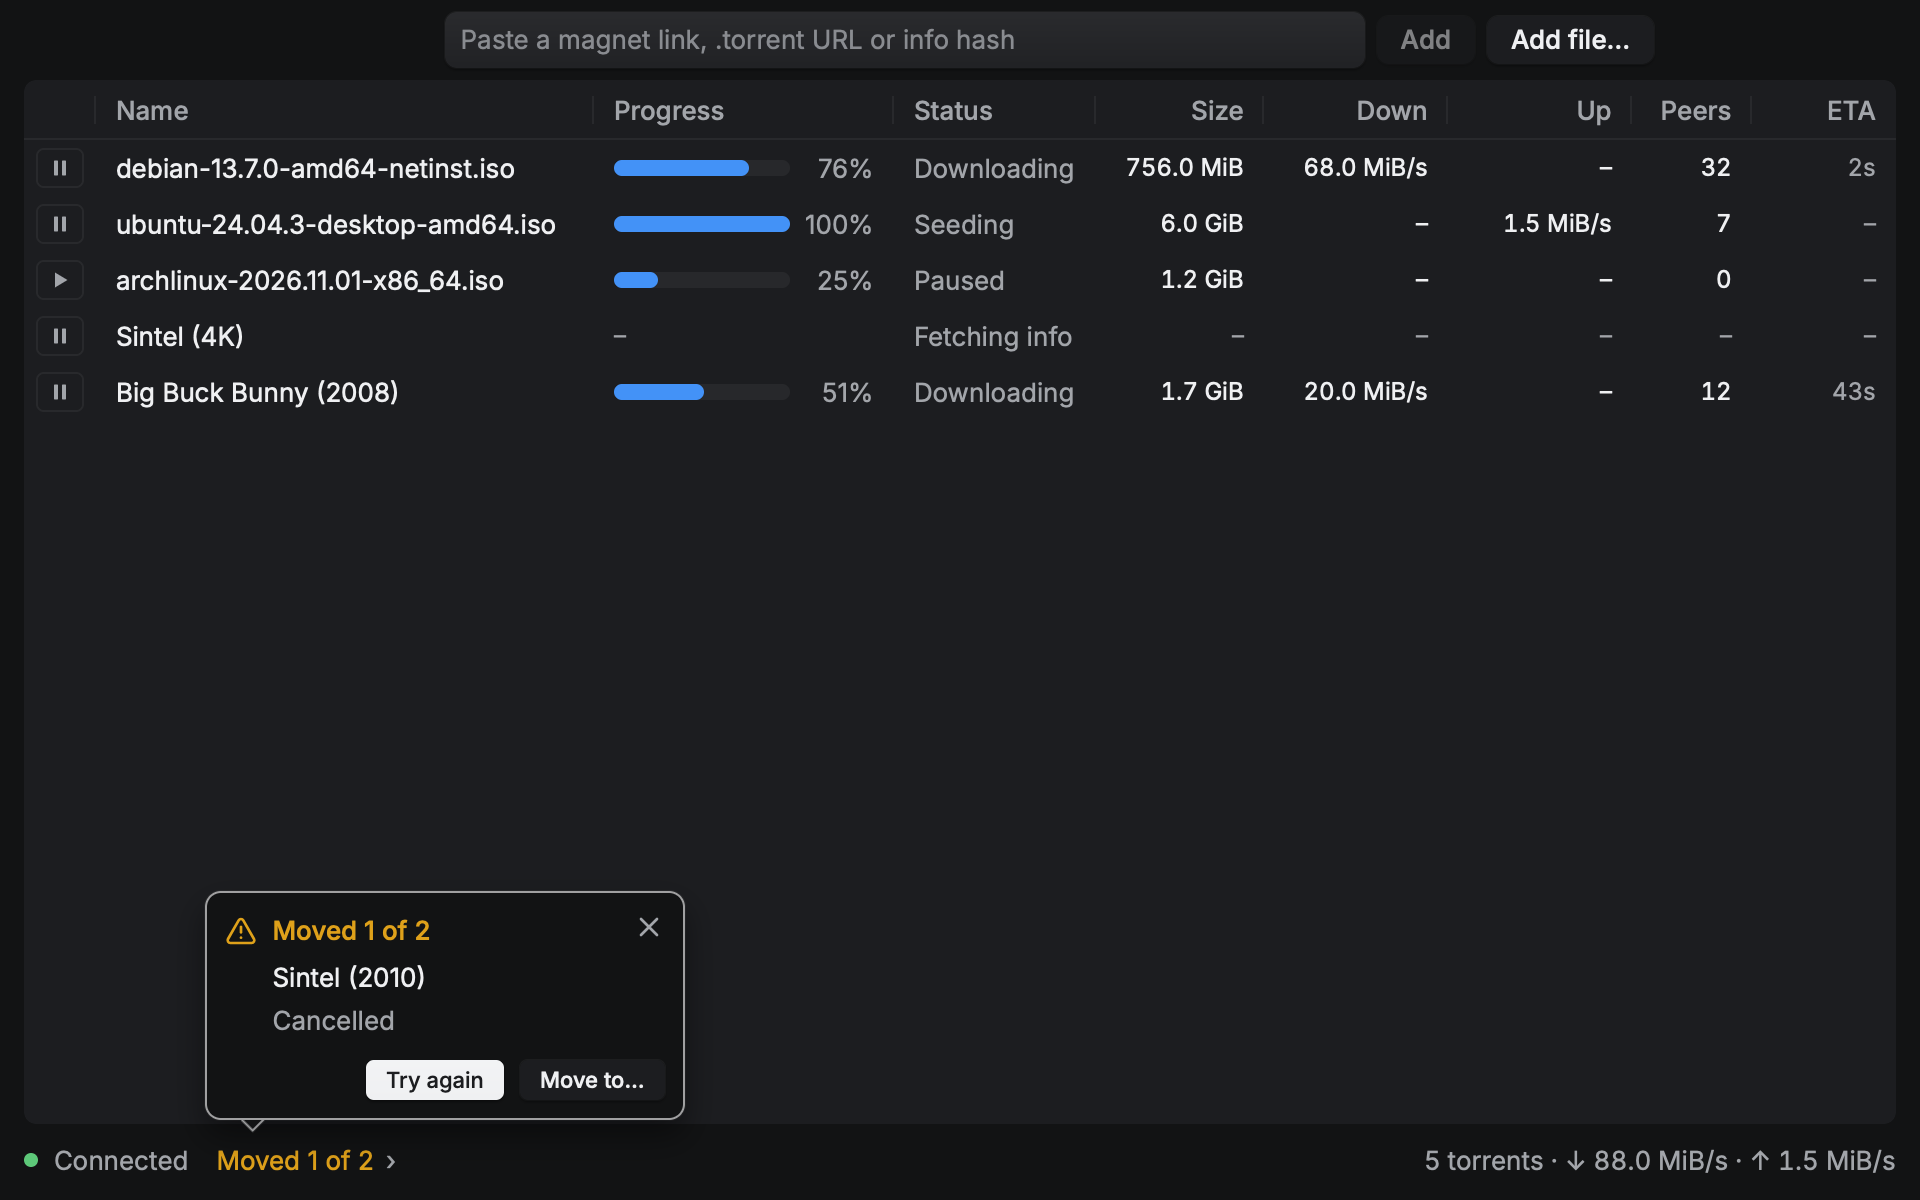 Paste a magnet link, .torrent URL or info hash Add Add file...
Name Progress Status Size Down Up Peers ETA
debian-13.7.0-amd64-netinst.iso 76% Downloading 756.0 MiB 68.0 MiB/s – 32 2s
ubuntu-24.04.3-desktop-amd64.iso 100% Seeding 6.0 GiB – 1.5 MiB/s 7 –
archlinux-2026.11.01-x86_64.iso 25% Paused 1.2 GiB – – 0 –
Sintel (4K) – Fetching info – – – – –
Big Buck Bunny (2008) 51% Downloading 1.7 GiB 20.0 MiB/s – 12 43s
Moved 1 of 2
Sintel (2010)
Cancelled
Try again Move to...
Connected Moved 1 of 2 › 5 torrents · ↓ 88.0 MiB/s · ↑ 1.5 MiB/s